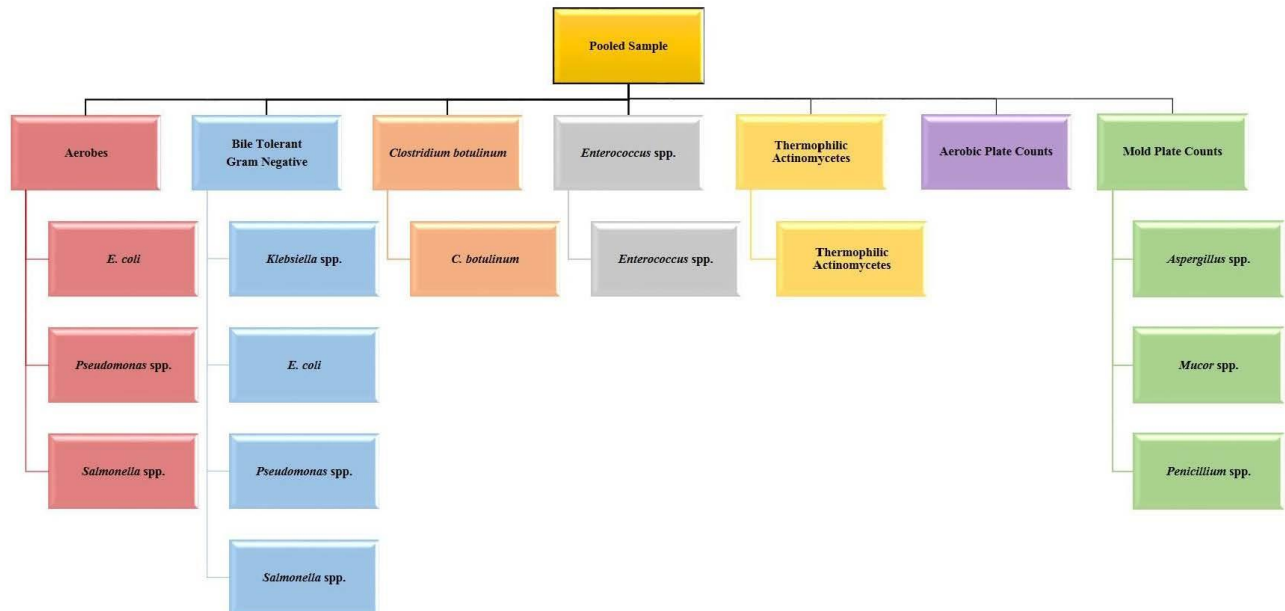 Pooled Sample
Aerobes
Bile Tolerant
Gram Negative
Clostridium botulinum
Enterococcus spp.
Thermophilic
Actinomycetes
Aerobic Plate Counts
Mold Plate Counts
E. coli
Klebsiella spp.
C. botulinum
Enterococcus spp.
Thermophilic
Actinomycetes
Aspergillus spp.
Pseudomonas spp.
E. coli
Mucor spp.
Salmonella spp.
Pseudomonas spp.
Penicillium spp.
Salmonella spp.